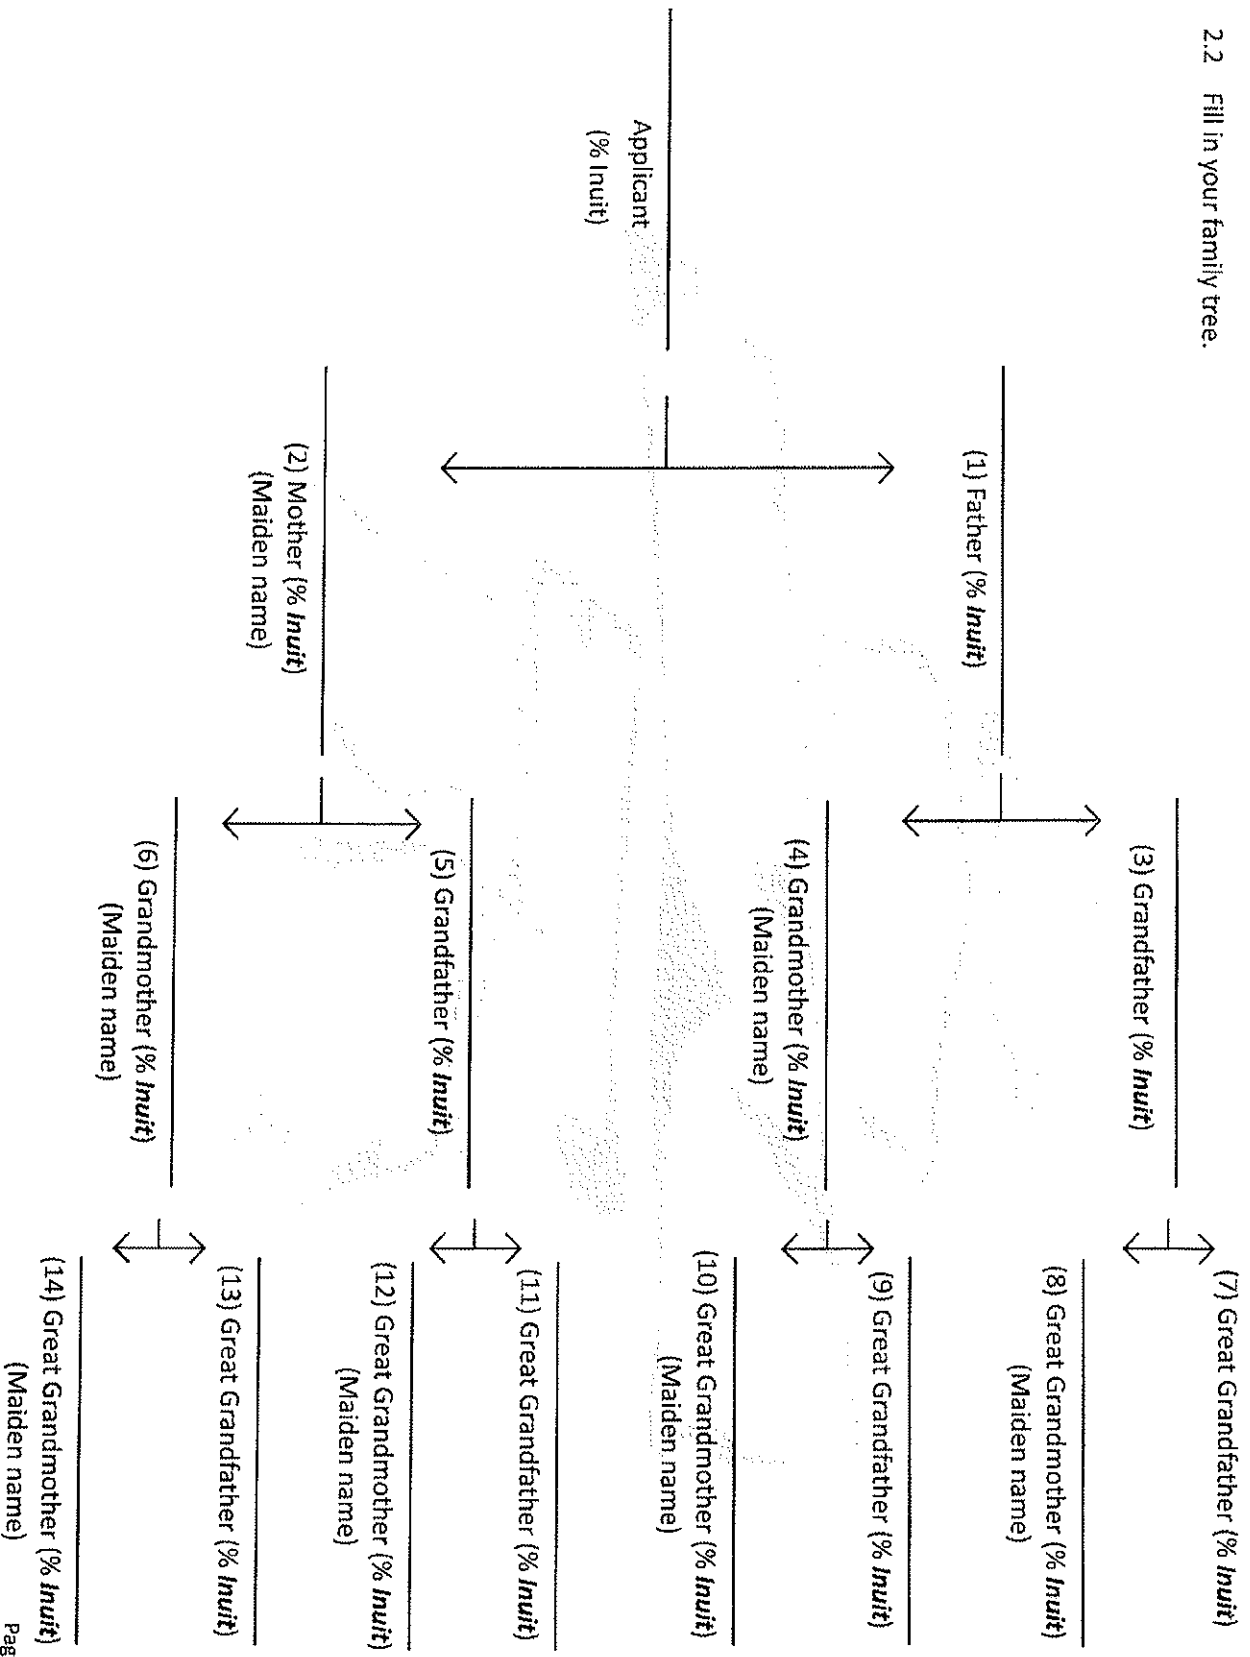 2.2 Fill in your family tree.
(7) Great Grandfather (% Inuit)
(3) Grandfather (% Inuit)
(8) Great Grandmother (% Inuit)
(Maiden name)
(1) Father (% Inuit)
(9) Great Grandfather (% Inuit)
(4) Grandmother (% Inuit)
(Maiden name)
(10) Great Grandmother (% Inuit)
(Maiden name)
Applicant
(% Inuit)
(11) Great Grandfather (% Inuit)
(5) Grandfather (% Inuit)
(12) Great Grandmother (% Inuit)
(Maiden name)
(2) Mother (% Inuit)
(Maiden name)
(13) Great Grandfather (% Inuit)
(6) Grandmother (% Inuit)
(Maiden name)
(14) Great Grandmother (% Inuit)
(Maiden name)
Pag